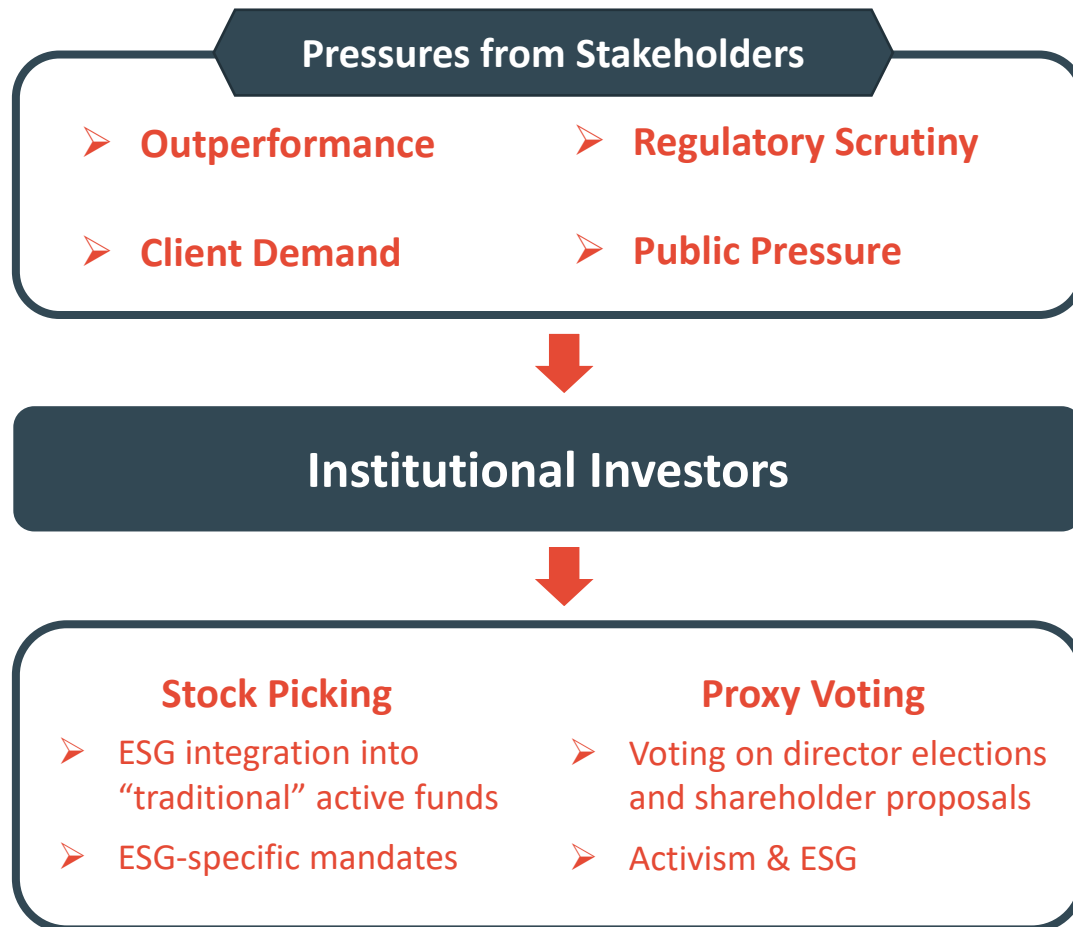 Pressures from Stakeholders
➢ Outperformance
➢ Regulatory Scrutiny
➢ Client Demand
➢ Public Pressure
Institutional Investors
Stock Picking
➢ ESG integration into
“traditional” active funds
➢ ESG-specific mandates
Proxy Voting
➢ Voting on director elections
and shareholder proposals
➢ Activism & ESG